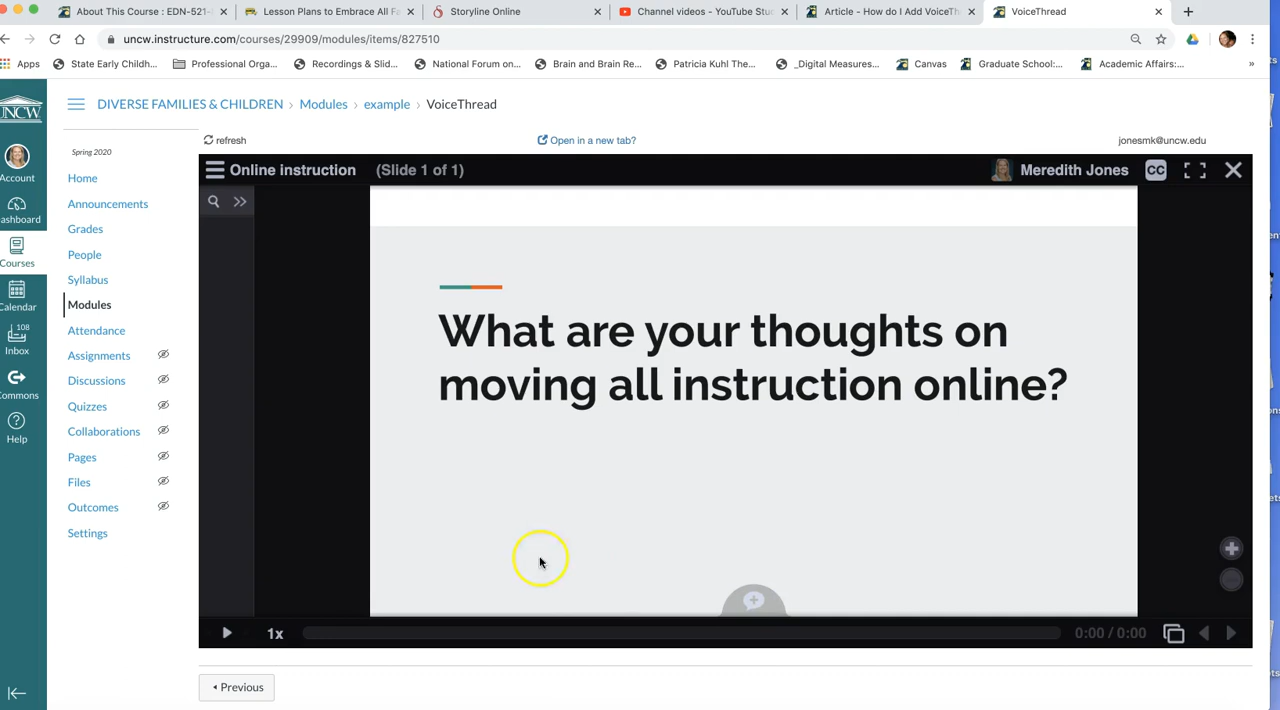 About This Course : EDN-521-
Lesson Plans to Embrace All Fa
Storyline Online
Channel videos - YouTube Stu
Article - How do I Add VoiceTh
VoiceThread
uncw.instructure.com/courses/29909/modules/items/827510
Apps
State Early Childh...
Professional Orga...
Recordings & Slid...
National Forum on...
Brain and Brain Re...
Patricia Kuhl The...
_Digital Measures...
Canvas
Graduate School:...
Academic Affairs:...
»
UNCW
DIVERSE FAMILIES & CHILDREN › Modules › example › VoiceThread
refresh
Open in a new tab?
jonesmk@uncw.edu
Spring 2020
Account
ashboard
Courses
Calendar
108
Inbox
Commons
Help
Home
Announcements
Grades
People
Syllabus
Modules
Attendance
Assignments
Discussions
Quizzes
Collaborations
Pages
Files
Outcomes
Settings
Online instruction (Slide 1 of 1)
Meredith Jones
CC
What are your thoughts on
moving all instruction online?
1x
0:00 / 0:00
Previous